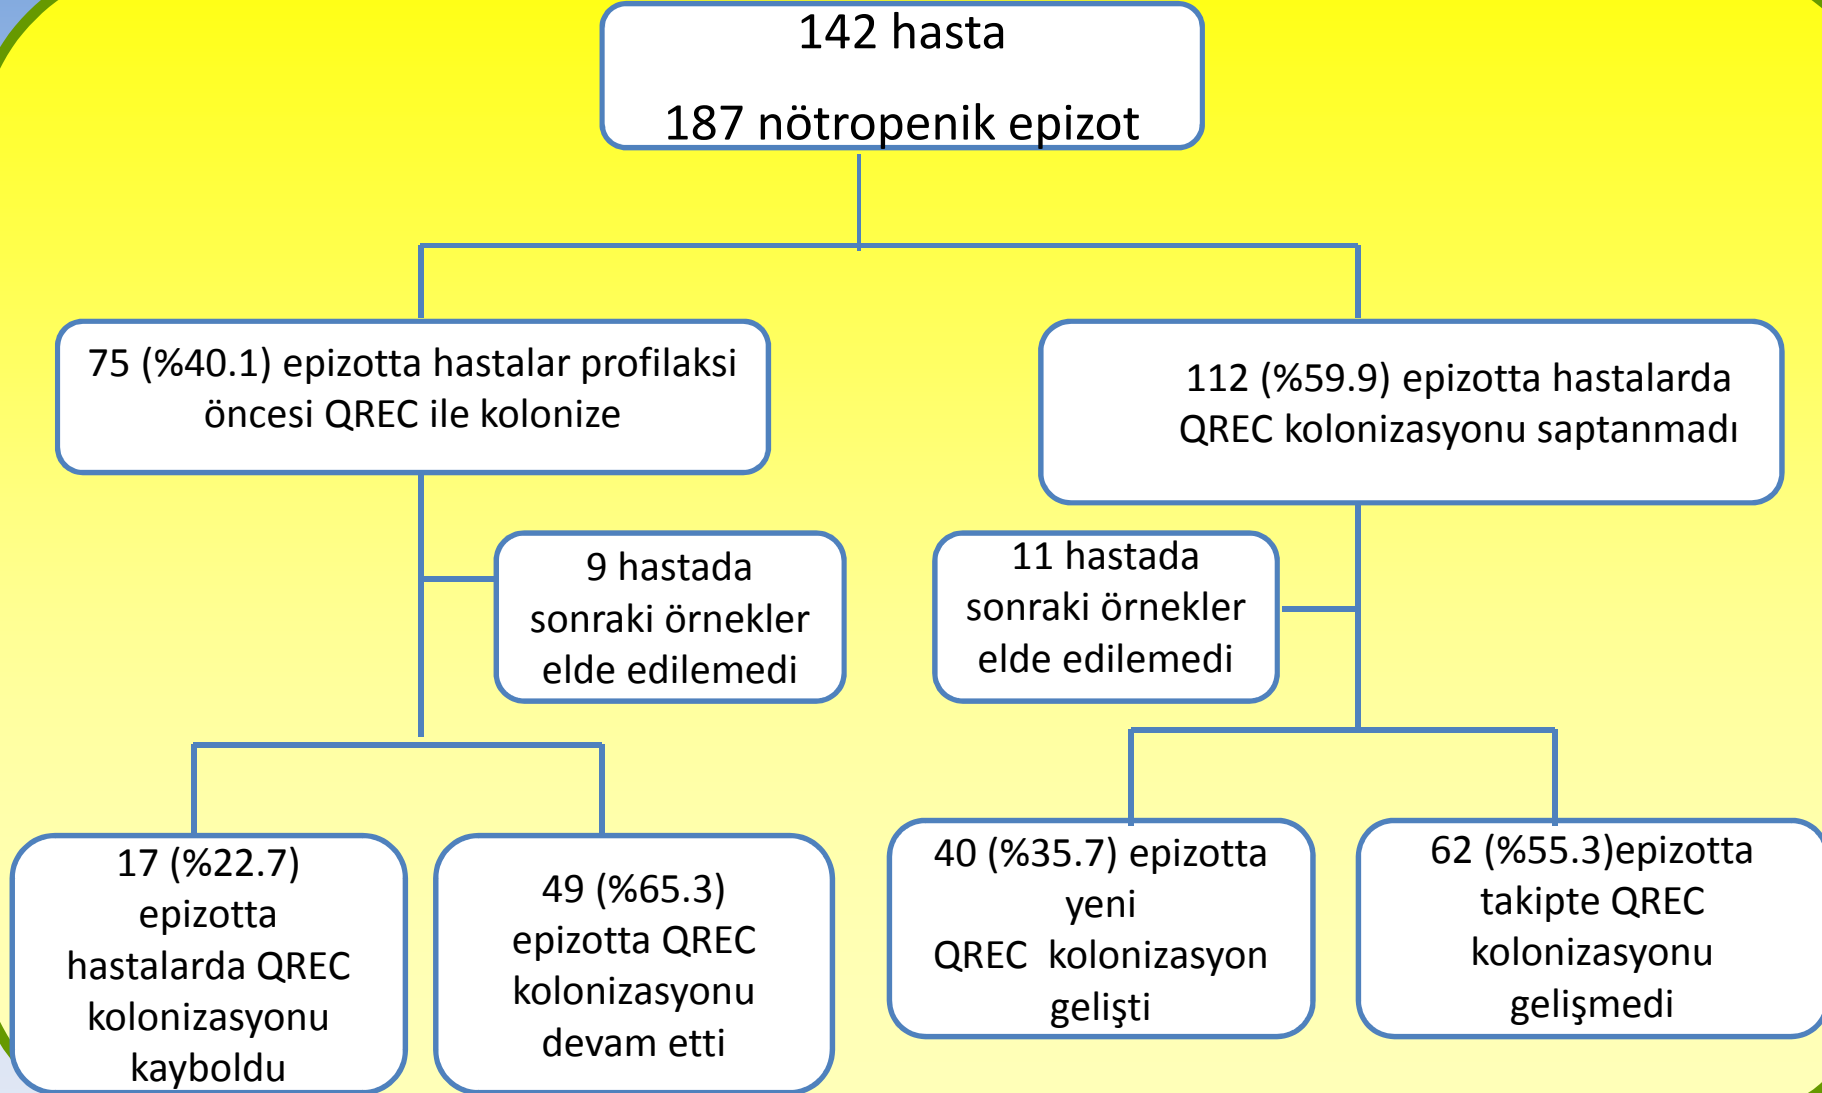 142 hasta
187 nötropenik epizot
75 (%40.1) epizotta hastalar profilaksi
öncesi QREC ile kolonize
112 (%59.9) epizotta hastalarda
QREC kolonizasyonu saptanmadı
9 hastada
sonraki örnekler
elde edilemedi
11 hastada
sonraki örnekler
elde edilemedi
17 (%22.7)
epizotta
hastalarda QREC
kolonizasyonu
kayboldu
49 (%65.3)
epizotta QREC
kolonizasyonu
devam etti
40 (%35.7) epizotta
yeni
QREC  kolonizasyon
gelişti
62 (%55.3)epizotta
takipte QREC
kolonizasyonu
gelişmedi